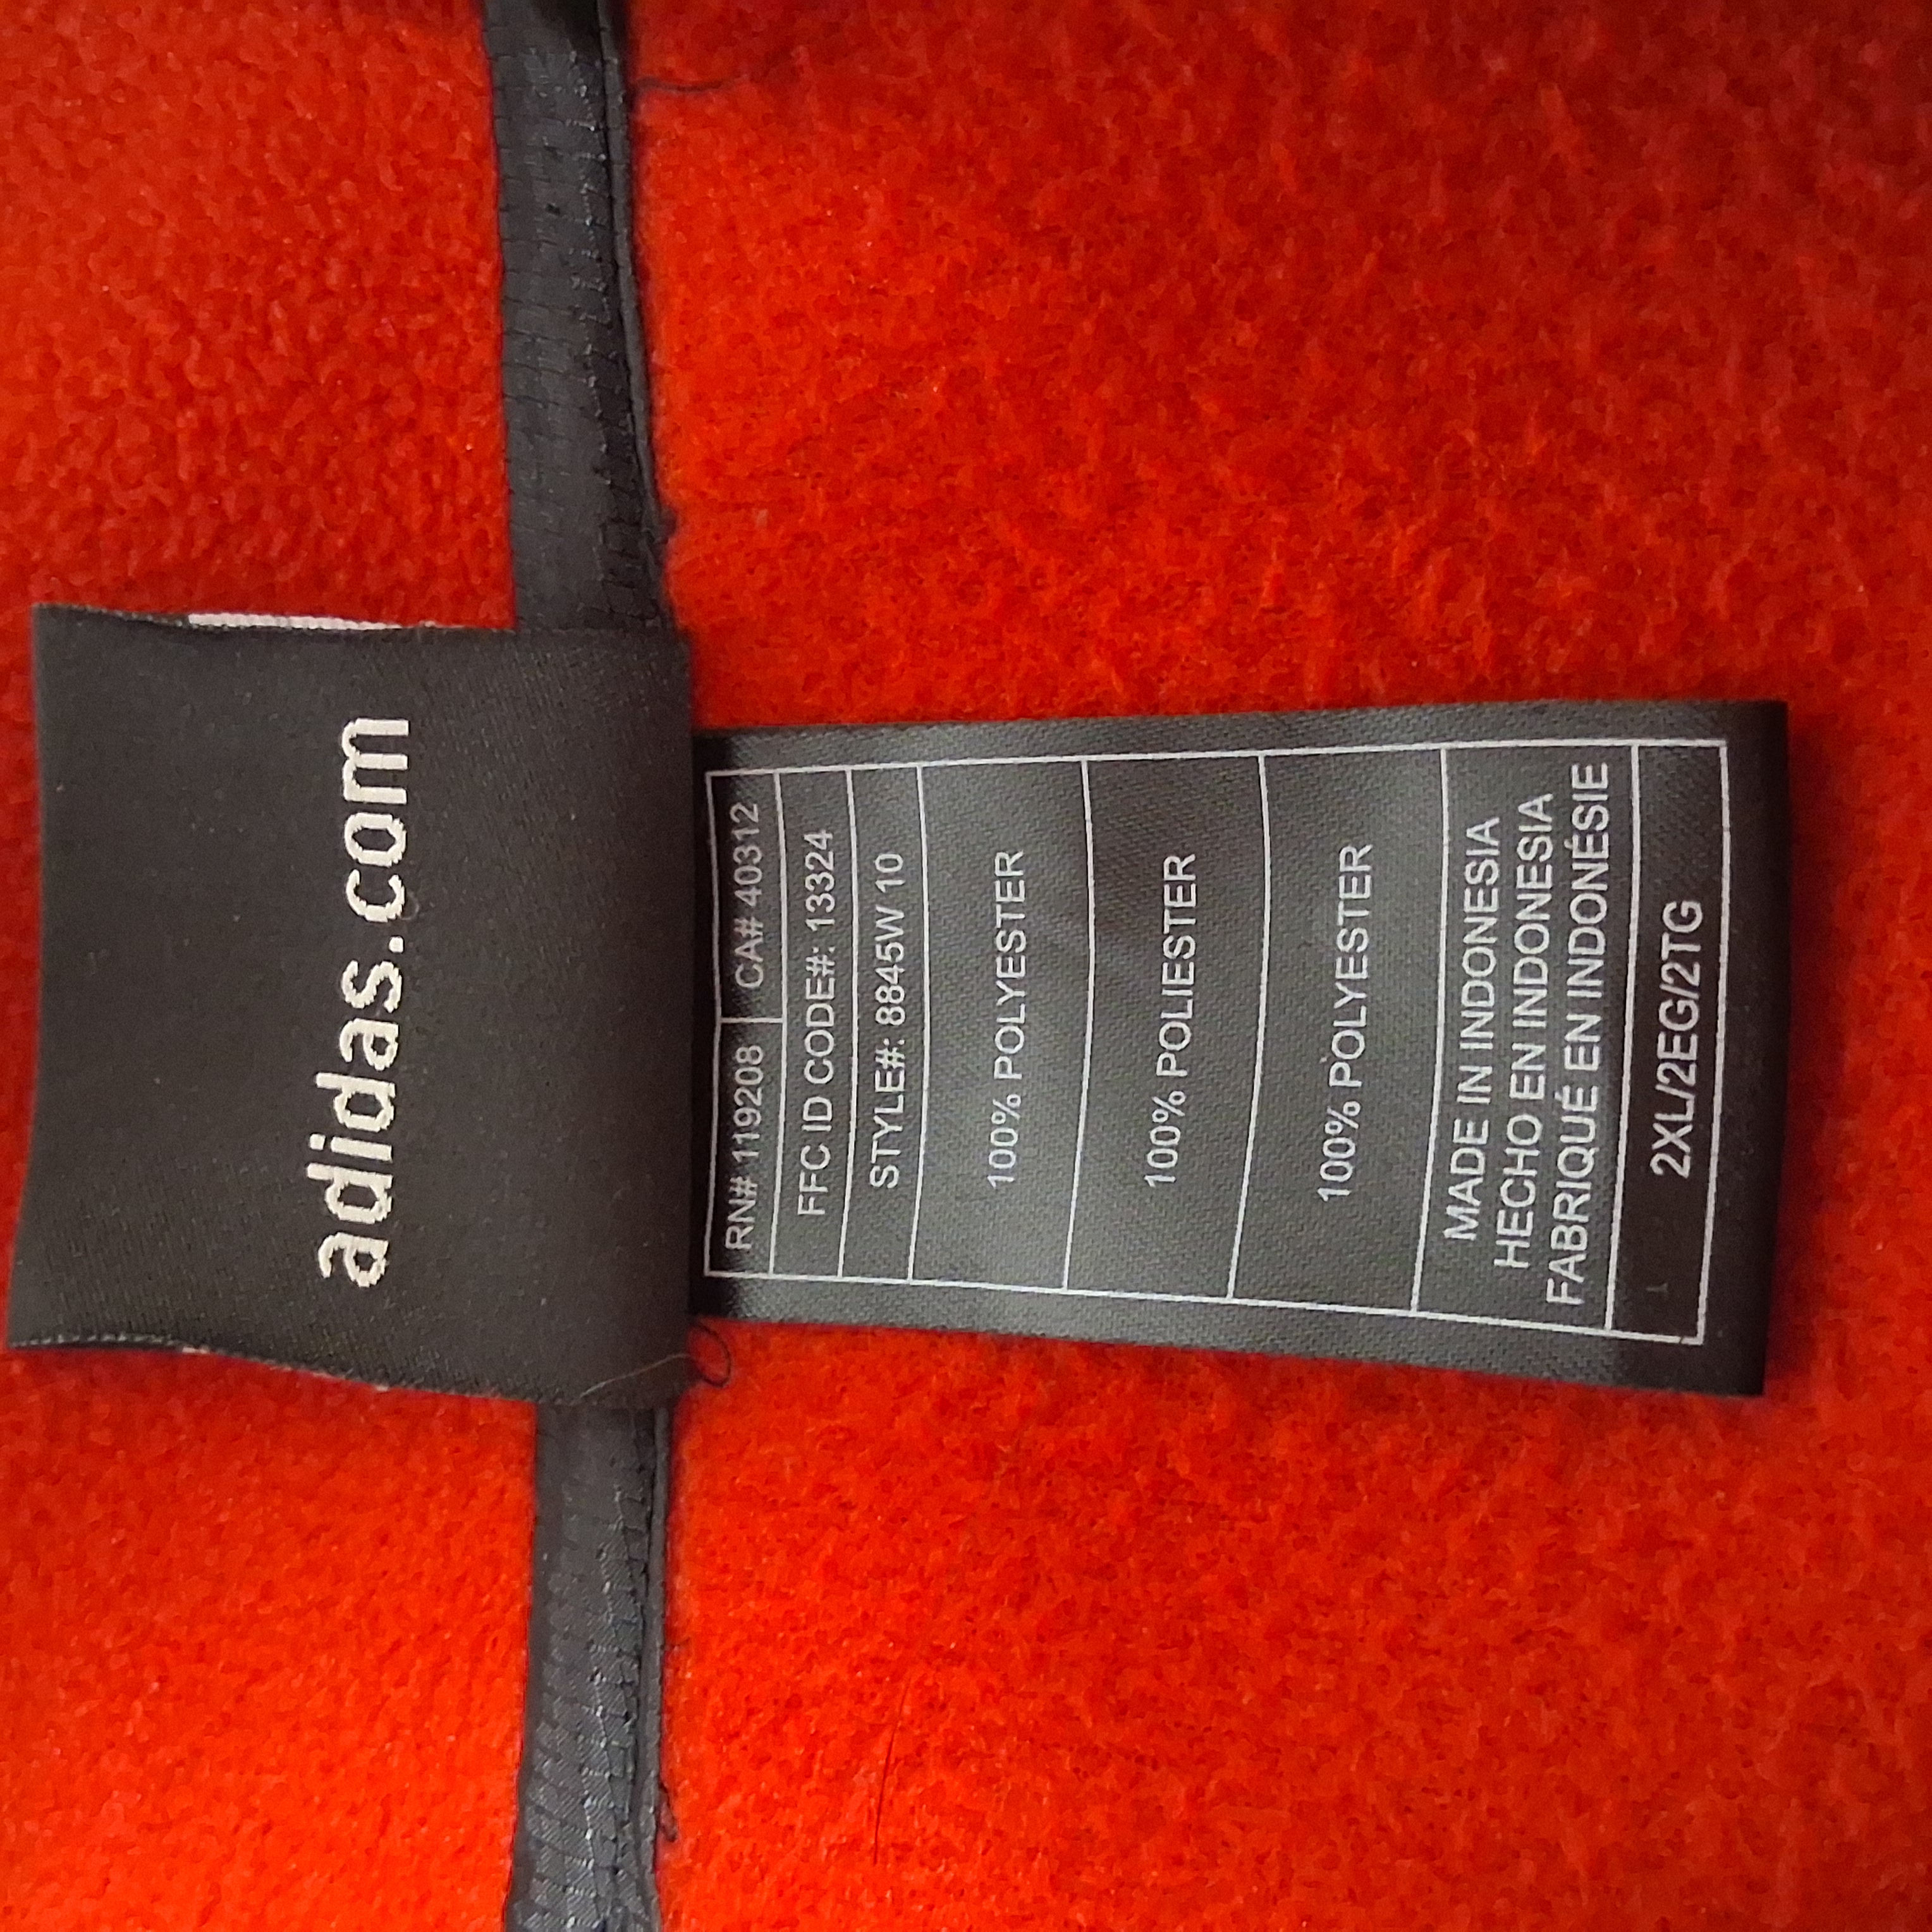 adidas.com
RN# 119208 CA# 40312
FFC ID CODE#: 13324
STYLE#: 8845W 10
100% POLYESTER
100% POLIESTER
100% POLYESTER
MADE IN INDONESIA
HECHO EN INDONESIA
FABRIQUÉ EN INDONÉSIE
2XL/2EG/2TG